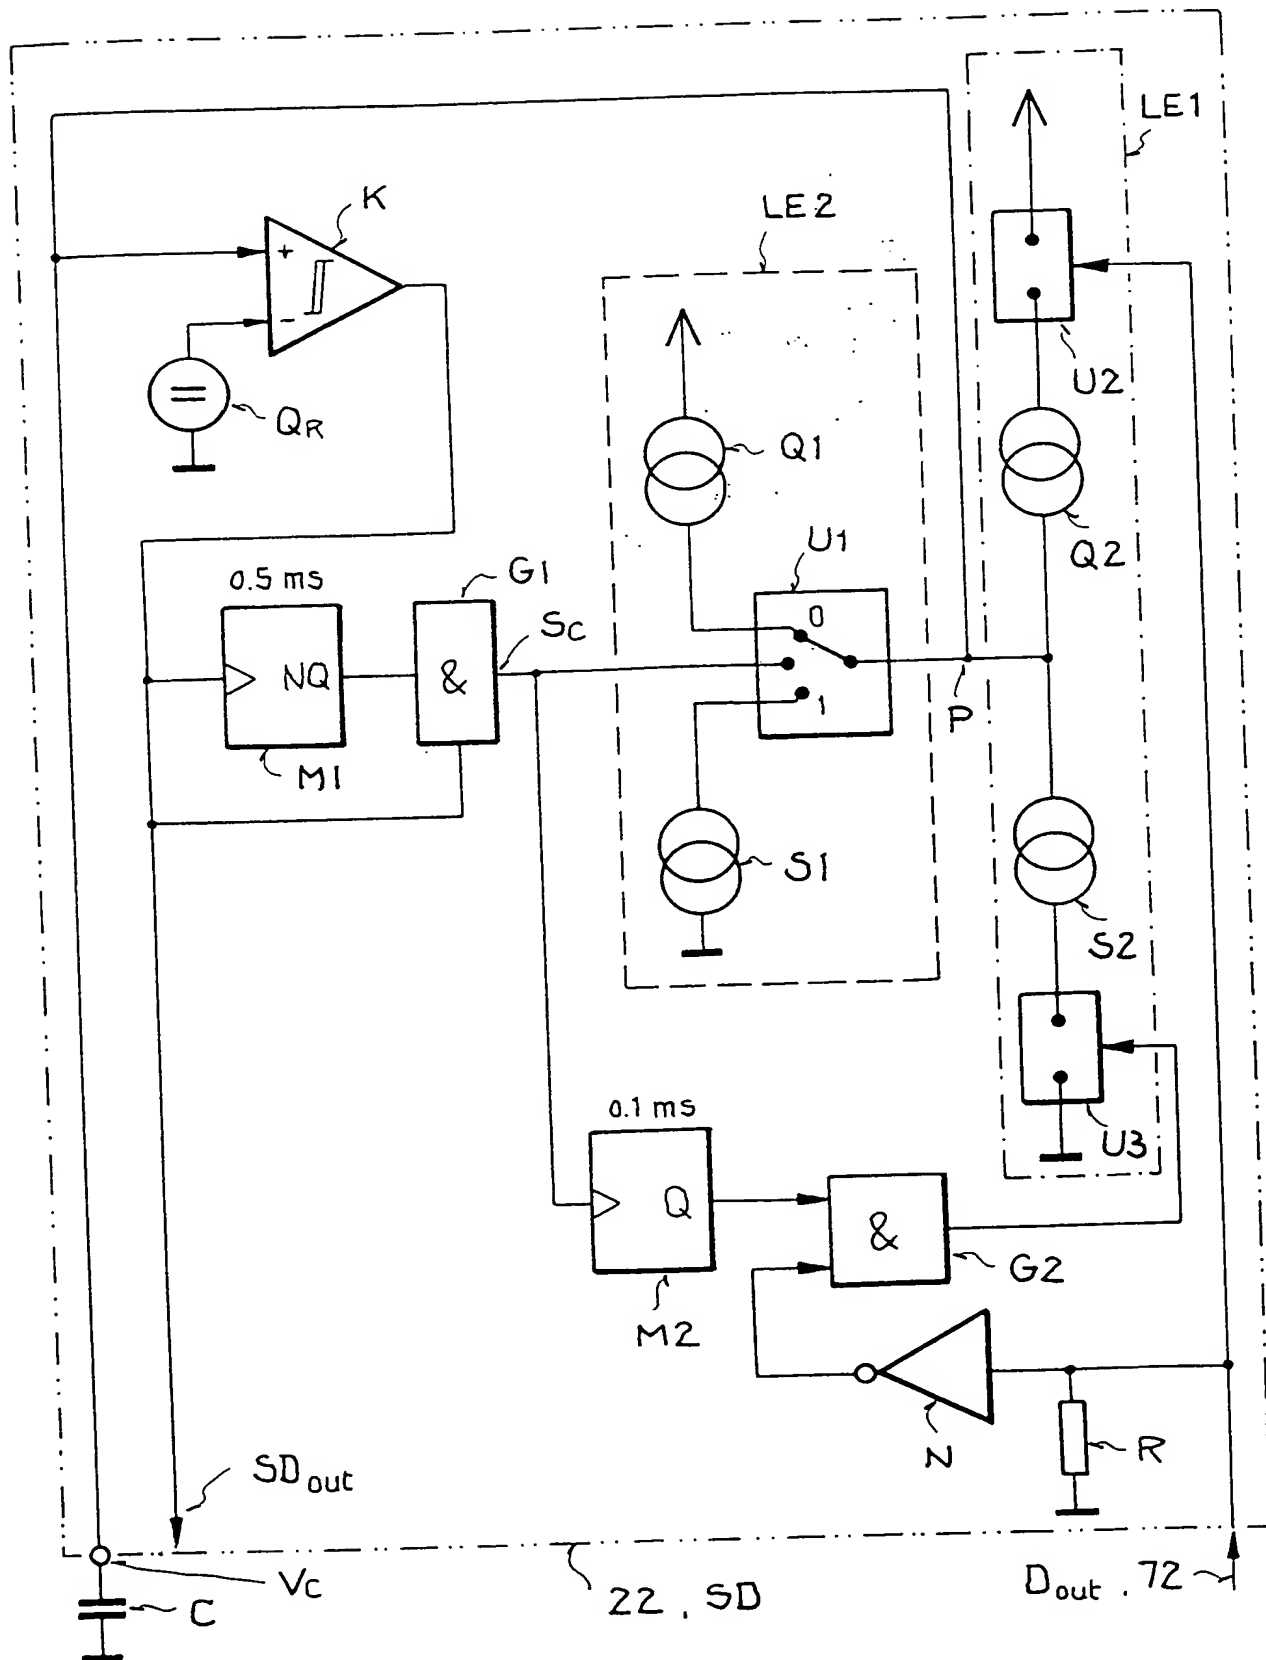 LE1
K
LE2
+
-
U2
QR
Q1
Q2
U1
0.5 ms
G1
Sc
0
NQ
&
1
P
M1
S1
S2
0.1 ms
U3
Q
&
G2
M2
N
R
SDout
Vc
C
22, SD
Dout, 72